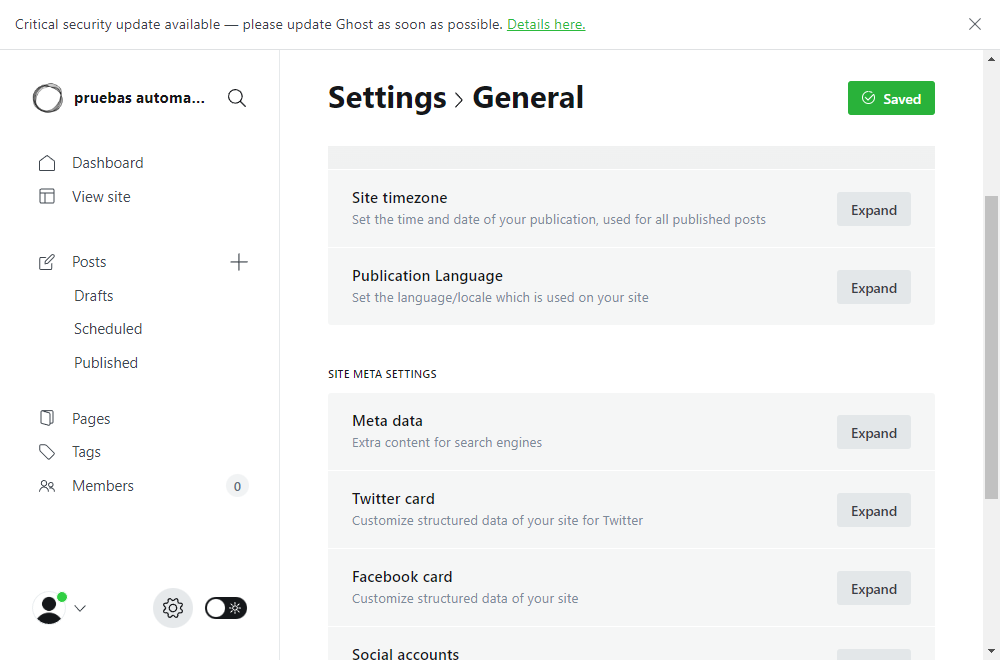 Critical security update available — please update Ghost as soon as possible. Details here.
pruebas automa...
Settings › General
Saved
Dashboard
View site
Posts
Drafts
Scheduled
Published
Pages
Tags
Members
0
Site timezone
Set the time and date of your publication, used for all published posts
Expand
Publication Language
Set the language/locale which is used on your site
Expand
SITE META SETTINGS
Meta data
Extra content for search engines
Expand
Twitter card
Customize structured data of your site for Twitter
Expand
Facebook card
Customize structured data of your site
Expand
Social accounts